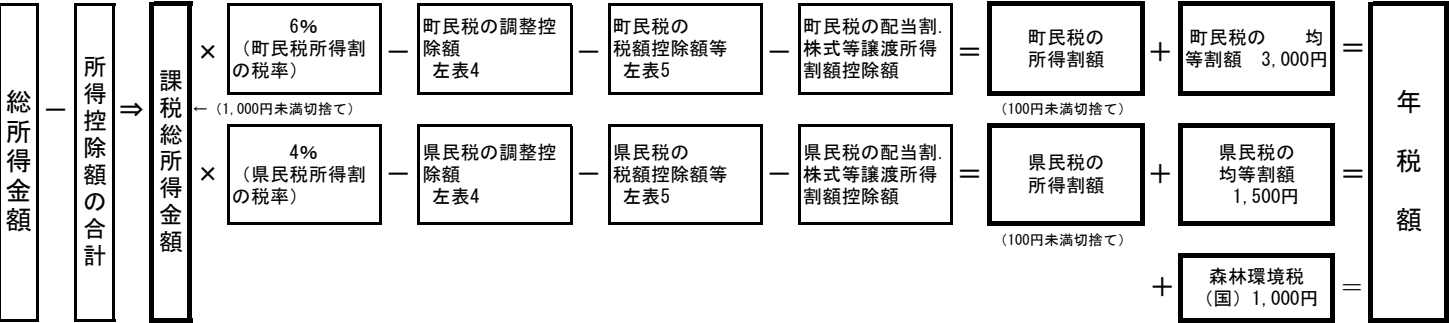 総所得金額
－
所得控除額の合計
⇒
課税総所得金額
×
6%
（町民税所得割
の税率）
－
町民税の調整控
除額
左表4
－
町民税の
税額控除額等
左表5
－
町民税の配当割.
株式等譲渡所得
割額控除額
＝
町民税の
所得割額
＋
町民税の　　均
等割額　3,000円
＝
←（1,000円未満切捨て）
（100円未満切捨て）
×
4%
（県民税所得割
の税率）
－
県民税の調整控
除額
左表4
－
県民税の
税額控除額等
左表5
－
県民税の配当割.
株式等譲渡所得
割額控除額
＝
県民税の
所得割額
＋
県民税の
均等割額
1,500円
＝
（100円未満切捨て）
＋
森林環境税
（国）1,000円
＝
年税額